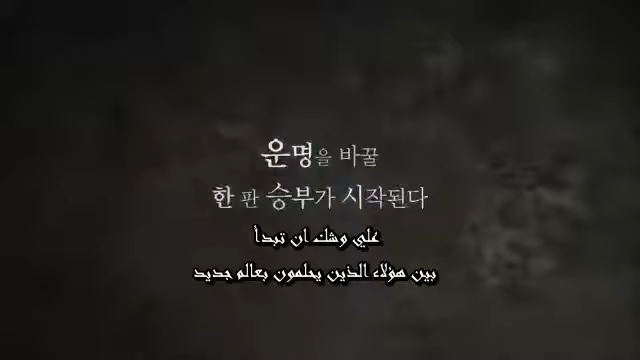 운명을 바꿀
한 판 승부가 시작된다
علي وشك ان تبدأ
بين هؤلاء الذين يحلمون بعالم جديد